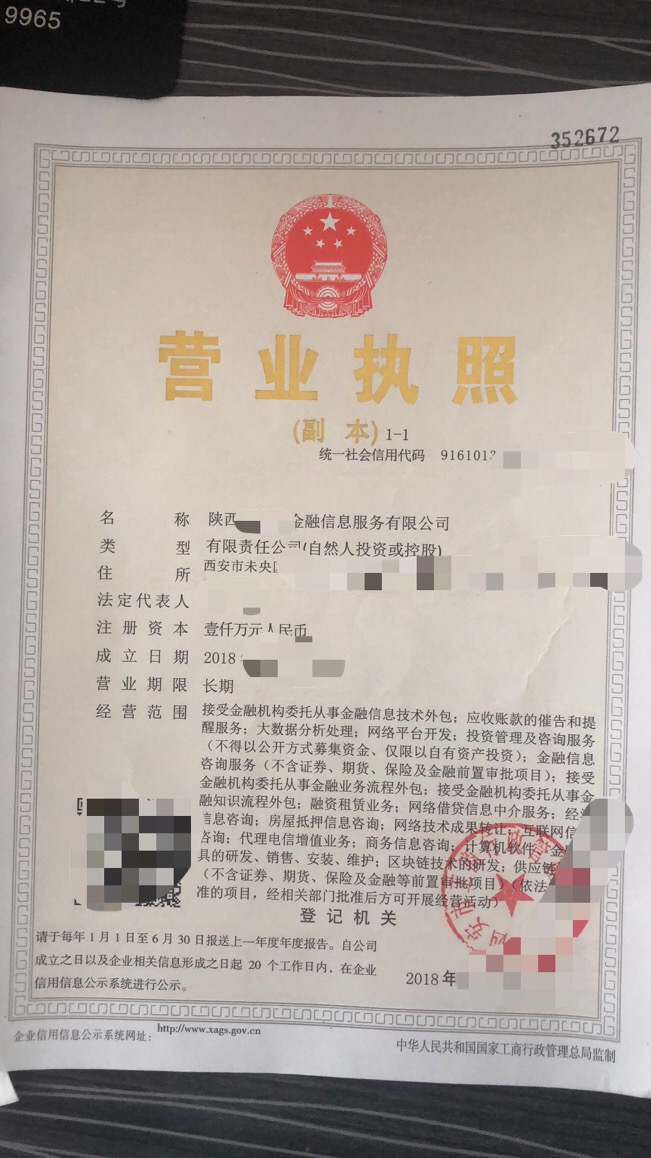 9965
352672
营业执照
(副 本) 1-1
统一社会信用代码 9161013
名 称 陕西 金融信息服务有限公司
类 型 有限责任公司(自然人投资或控股)
住 所 西安市未央区
法定代表人
注册资本 壹仟万元人民币
成立日期 2018
营业期限 长期
经营范围 接受金融机构委托从事金融信息技术外包；应收账款的催告和提
醒服务；大数据分析处理；网络平台开发；投资管理及咨询服务
（不得以公开方式募集资金、仅限以自有资产投资）；金融信息
咨询服务（不含证券、期货、保险及金融前置审批项目）；接受
金融机构委托从事金融业务流程外包；接受金融机构委托从事金
融知识流程外包；融资租赁业务；网络借贷信息中介服务；经济
信息咨询；房屋抵押信息咨询；网络技术成果转让；互联网信
咨询；代理电信增值业务；商务信息咨询；计算机软件、金
具的研发、销售、安装、维护；区块链技术的研发；供应链
（不含证券、期货、保险及金融等前置审批项目）（依法
准的项目，经相关部门批准后方可开展经营活动）
登记机关
请于每年1月1日至6月30日报送上一年度年度报告。自公司
成立之日以及企业相关信息形成之日起 20 个工作日内，在企业
信用信息公示系统进行公示。
2018 年
企业信用信息公示系统网址： http://www.xags.gov.cn
中华人民共和国国家工商行政管理总局监制